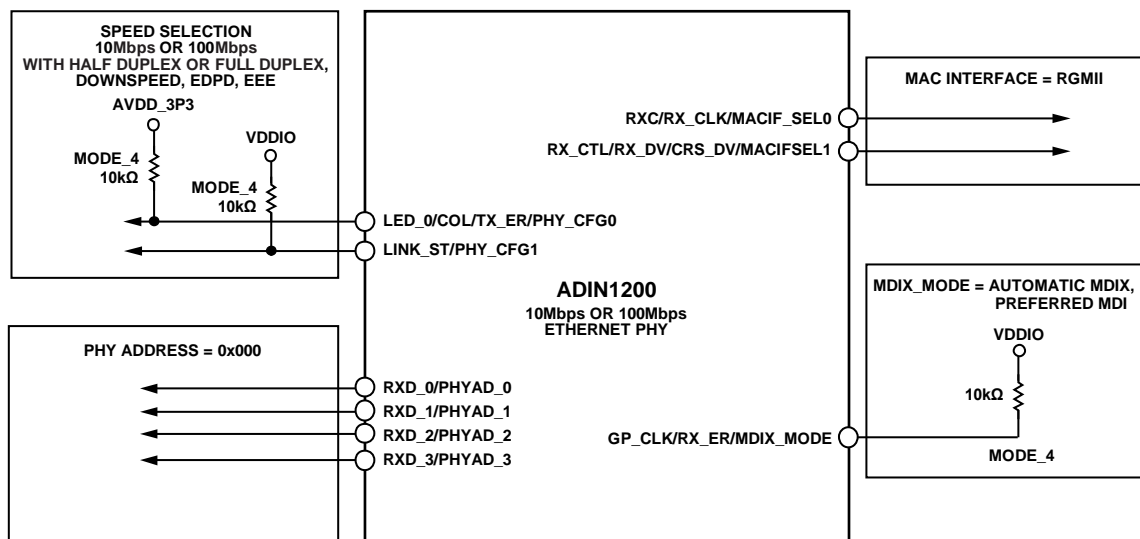 SPEED SELECTION
10Mbps OR 100Mbps
WITH HALF DUPLEX OR FULL DUPLEX,
DOWNSPEED, EDPD, EEE
AVDD_3P3
VDDIO
MODE_4
10kΩ
MODE_4
10kΩ
LED_0/COL/TX_ER/PHY_CFG0
LINK_ST/PHY_CFG1
PHY ADDRESS = 0x000
RXD_0/PHYAD_0
RXD_1/PHYAD_1
RXD_2/PHYAD_2
RXD_3/PHYAD_3
ADIN1200
10Mbps OR 100Mbps
ETHERNET PHY
RXC/RX_CLK/MACIF_SEL0
RX_CTL/RX_DV/CRS_DV/MACIFSEL1
GP_CLK/RX_ER/MDIX_MODE
MAC INTERFACE = RGMII
MDIX_MODE = AUTOMATIC MDIX,
PREFERRED MDI
VDDIO
10kΩ
MODE_4